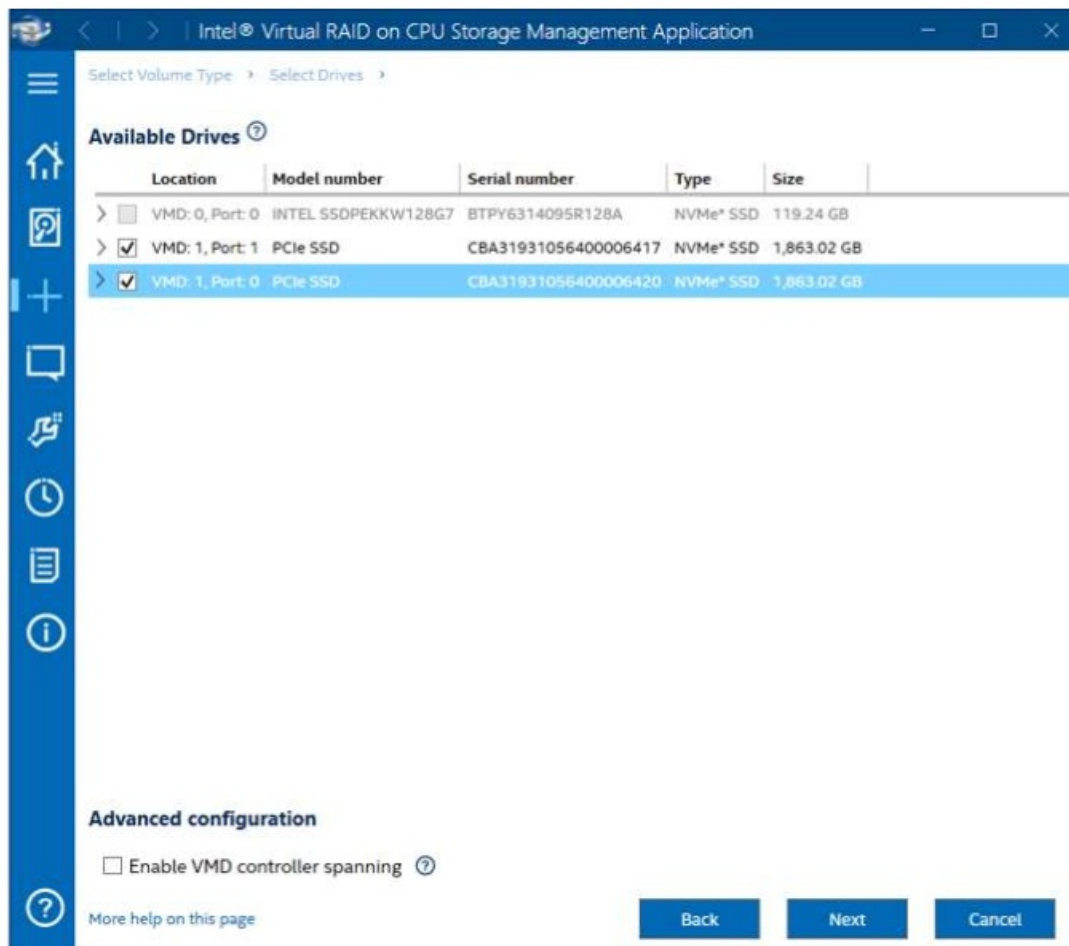 Intel® Virtual RAID on CPU Storage Management Application
Select Volume Type > Select Drives >
Available Drives ?
Location Model number Serial number Type Size
VMD: 0, Port: 0 INTEL SSDPEKKW128G7 BTPY6314095R128A NVMe* SSD 119.24 GB
VMD: 1, Port: 1 PCIe SSD CBA31931056400006417 NVMe* SSD 1,863.02 GB
VMD: 1, Port: 0 PCIe SSD CBA31931056400006420 NVMe* SSD 1,863.02 GB
Advanced configuration
Enable VMD controller spanning ?
More help on this page
Back Next Cancel